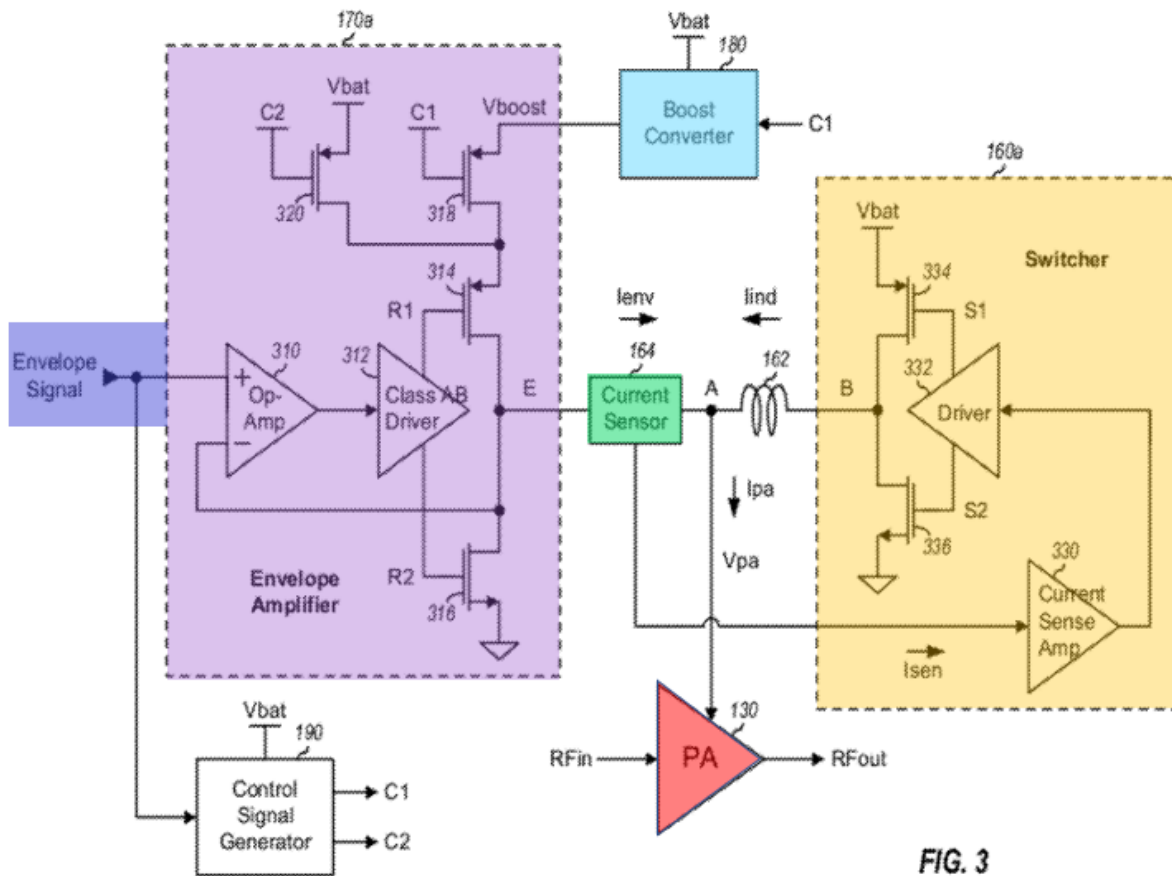 170a
Vbat
180
Boost
Converter
C1
Vbat
C2
C1
Vboost
320
318
160a
Vbat
Switcher
334
S1
332
Driver
S2
336
330
Current
Sense
Amp
Isen
314
R1
Ienv
Iind
164
Current
Sensor
A
162
B
Envelope
Signal
310
+
Op-
Amp
−
312
Class AB
Driver
E
Ipa
Vpa
R2
316
Envelope
Amplifier
Vbat
190
Control
Signal
Generator
C1
C2
RFin
PA
130
RFout
FIG. 3